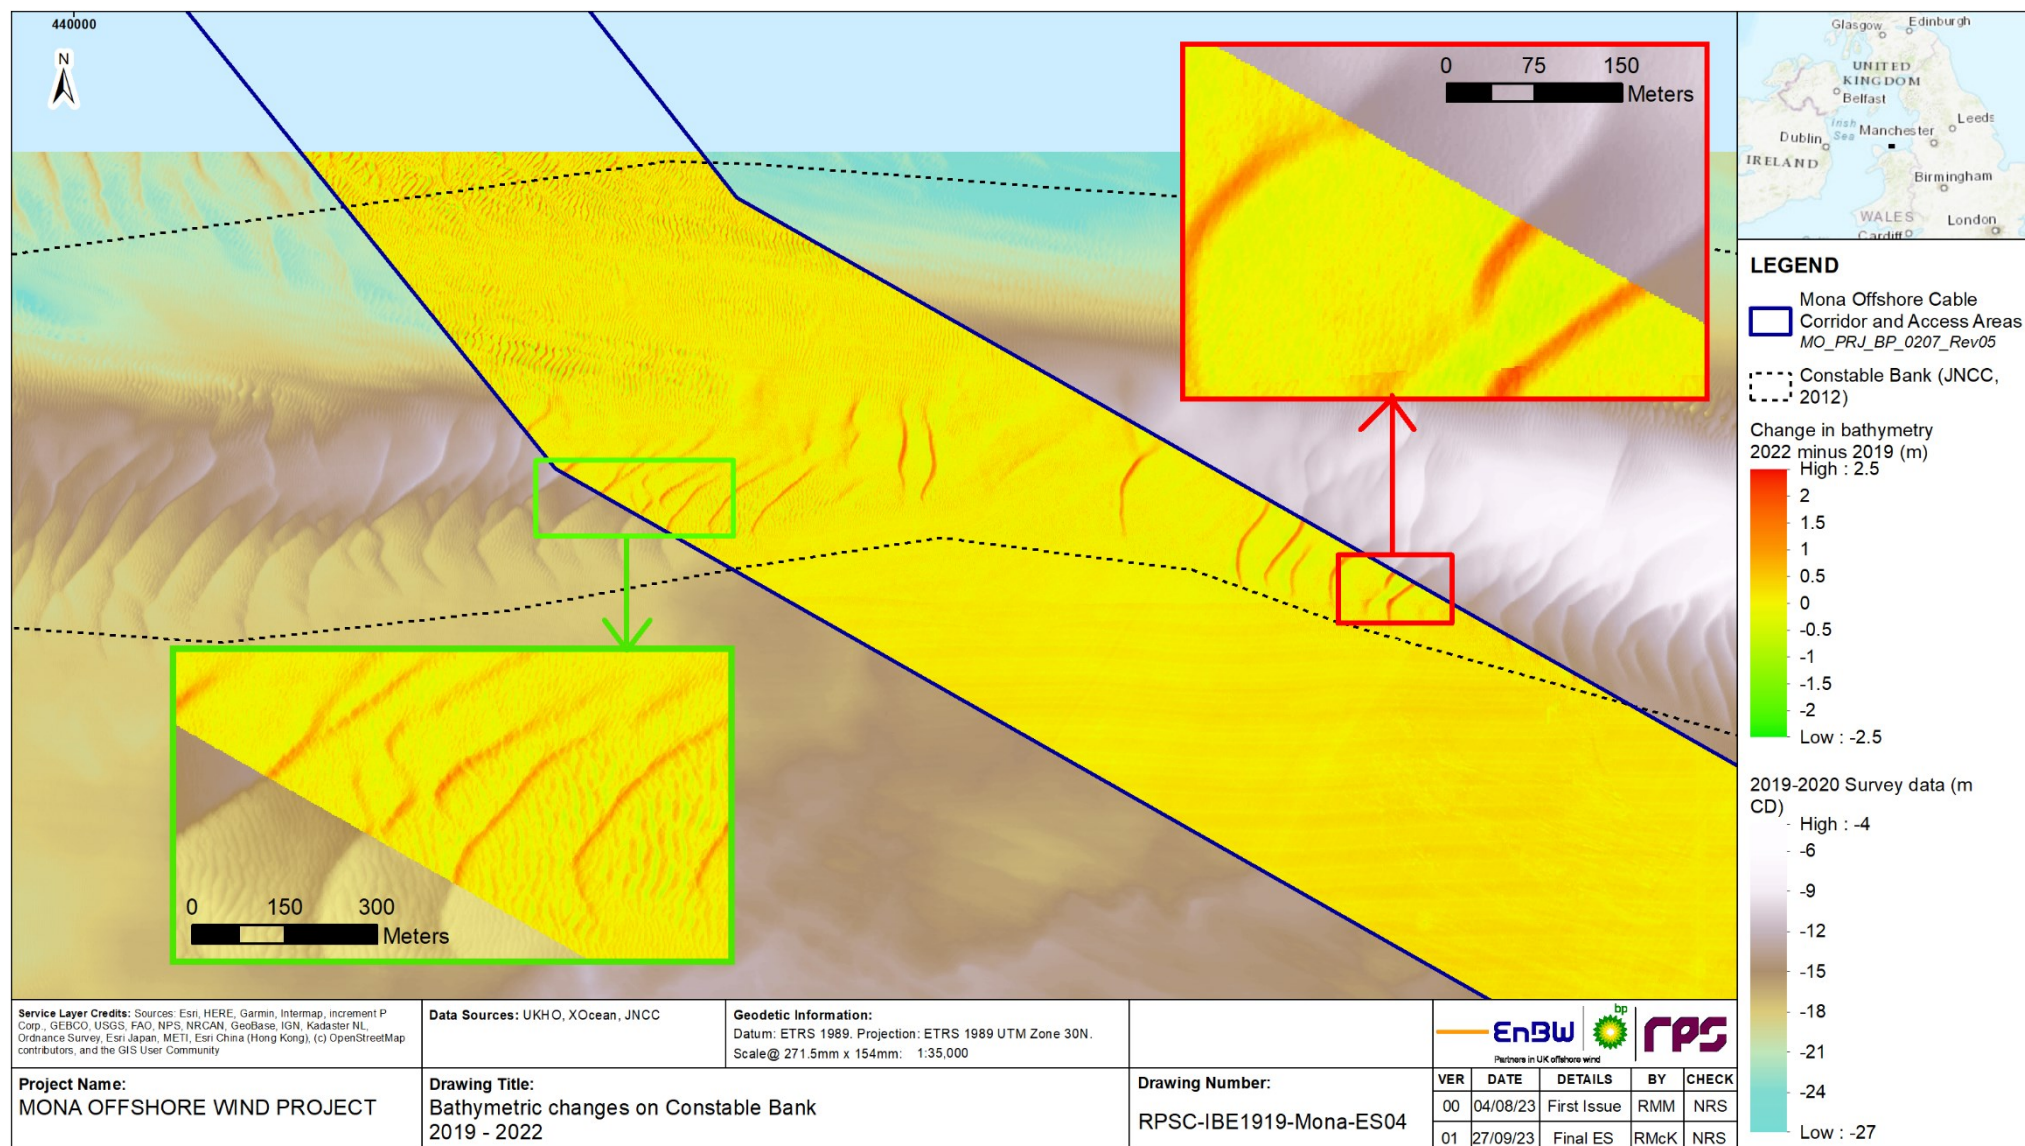 440000
N
0 75 150
Meters
0 150 300
Meters
Glasgow
Edinburgh
UNITED
KINGDOM
Belfast
Irish
Sea
Leeds
Dublin
Manchester
IRELAND
Birmingham
WALES
London
Cardiff
LEGEND
Mona Offshore Cable
Corridor and Access Areas
MO_PRJ_BP_0207_Rev05
Constable Bank (JNCC,
2012)
Change in bathymetry
2022 minus 2019 (m)
High : 2.5
2
1.5
1
0.5
0
-0.5
-1
-1.5
-2
Low : -2.5
2019-2020 Survey data (m
CD)
High : -4
-6
-9
-12
-15
-18
-21
-24
Low : -27
Service Layer Credits: Sources: Esri, HERE, Garmin, Intermap, increment P
Corp., GEBCO, USGS, FAO, NPS, NRCAN, GeoBase, IGN, Kadaster NL,
Ordnance Survey, Esri Japan, METI, Esri China (Hong Kong), (c) OpenStreetMap
contributors, and the GIS User Community
Data Sources: UKHO, XOcean, JNCC
Geodetic Information:
Datum: ETRS 1989. Projection: ETRS 1989 UTM Zone 30N.
Scale@ 271.5mm x 154mm: 1:35,000
EnBW
bp
rps
Partners in UK offshore wind
Project Name:
MONA OFFSHORE WIND PROJECT
Drawing Title:
Bathymetric changes on Constable Bank
2019 - 2022
Drawing Number:
RPSC-IBE1919-Mona-ES04
VER DATE DETAILS BY CHECK
00 04/08/23 First Issue RMM NRS
01 27/09/23 Final ES RMcK NRS